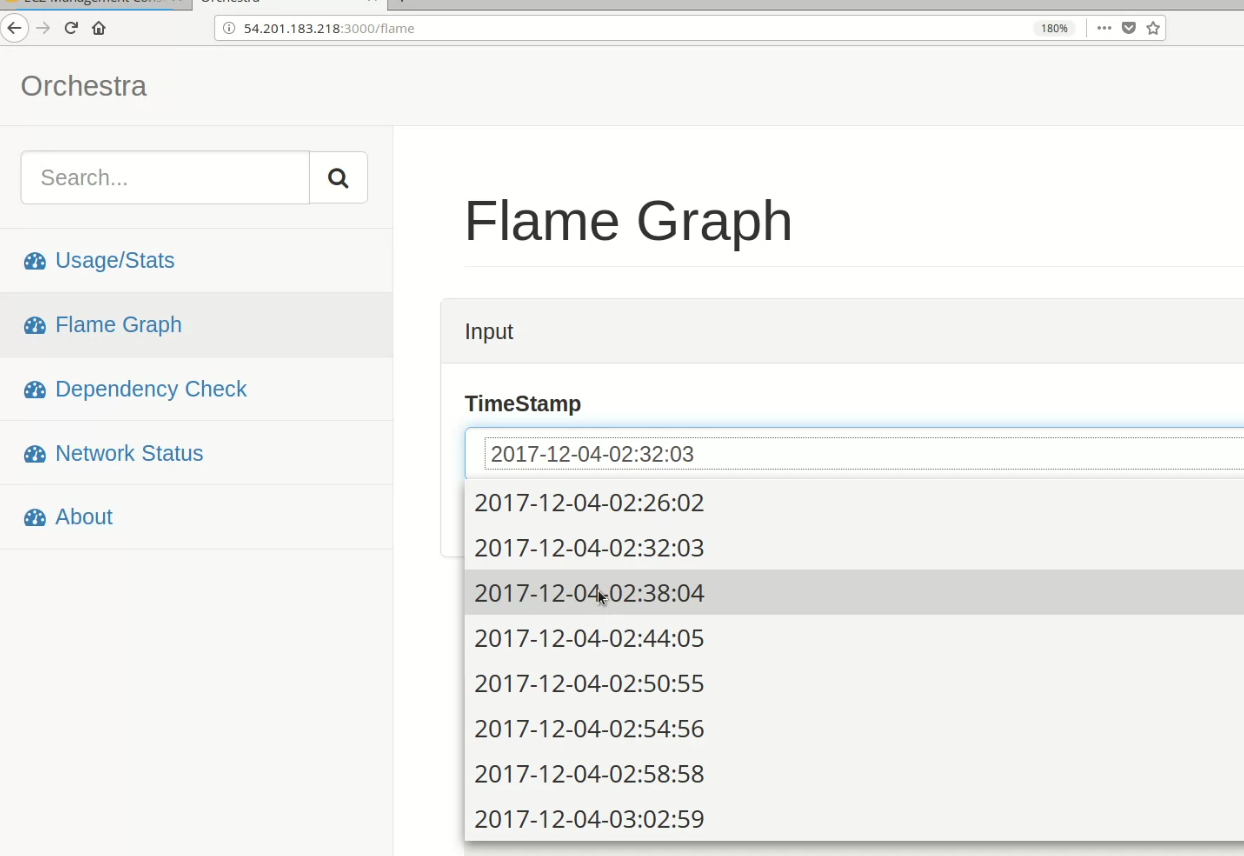 EC2 Management Cons
Orchestra
54.201.183.218:3000/flame
180%
Orchestra
Search...
Usage/Stats
Flame Graph
Dependency Check
Network Status
About
Flame Graph
Input
TimeStamp
2017-12-04-02:32:03
2017-12-04-02:26:02
2017-12-04-02:32:03
2017-12-04-02:38:04
2017-12-04-02:44:05
2017-12-04-02:50:55
2017-12-04-02:54:56
2017-12-04-02:58:58
2017-12-04-03:02:59